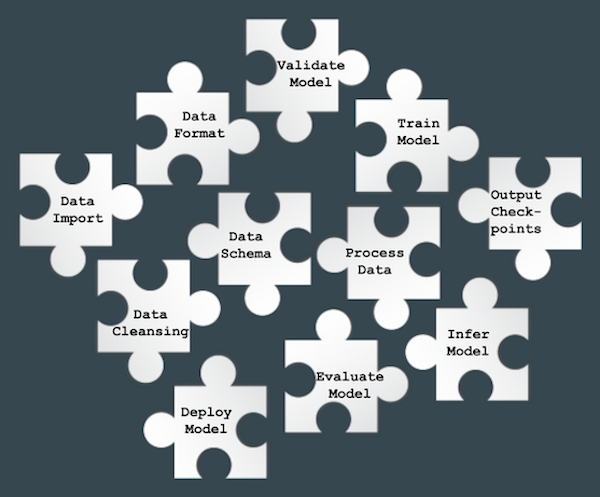 Validate
Model
Data
Format
Train
Model
Data
Import
Output
Check-
points
Data
Schema
Process
Data
Data
Cleansing
Infer
Model
Evaluate
Model
Deploy
Model